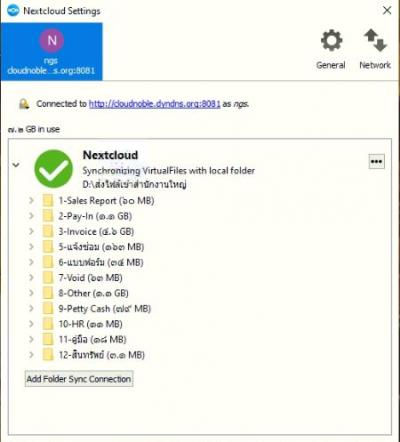 Nextcloud Settings
N
ngs
cloudnoble...s.org:8081
General
Network
Connected to http://cloudnoble.dyndns.org:8081 as ngs.
๗.๒ GB in use
Nextcloud
Synchronizing VirtualFiles with local folder
D:\ส่งไฟล์เข้าสำนักงานใหญ่
1-Sales Report (๖๐ MB)
2-Pay-In (๑.๑ GB)
3-Invoice (๔.๖ GB)
5-แจ้งซ่อม (๑๖๓ MB)
6-แบบฟอร์ม (๓๕ MB)
7-Void (๖๓ MB)
8-Other (๑.๑ GB)
9-Petty Cash (๗๙ MB)
10-HR (๑๑ MB)
11-คู่มือ (๑๘ MB)
12-สินทรัพย์ (๓.๑ MB)
Add Folder Sync Connection